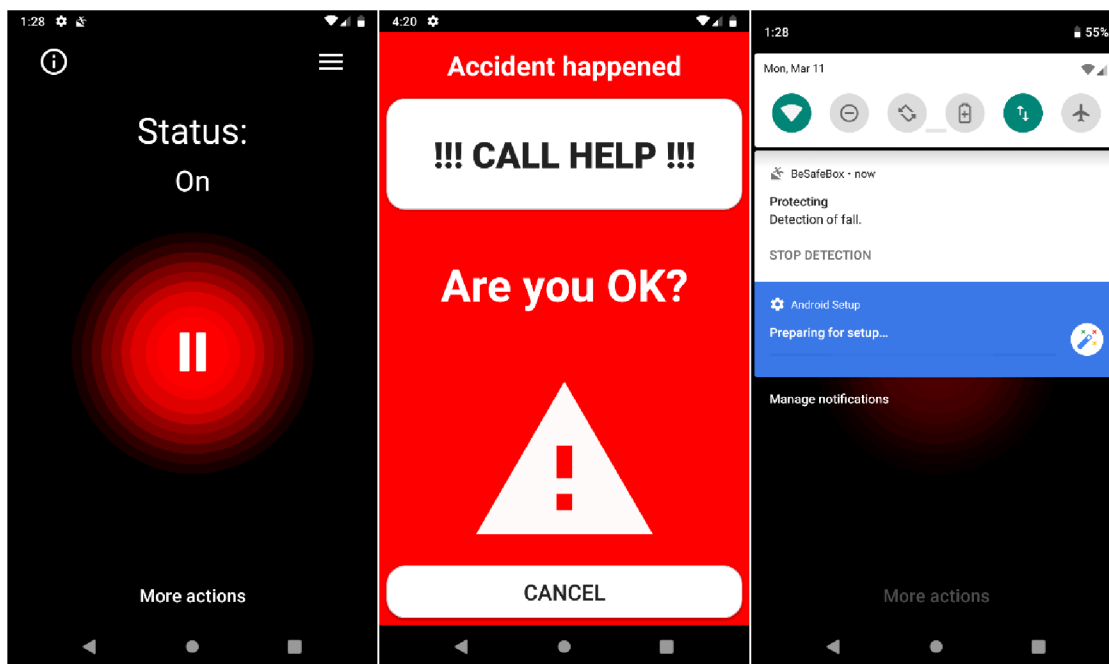 1:28
Status:
On
More actions
4:20
Accident happened
!!! CALL HELP !!!
Are you OK?
!
CANCEL
1:28
55%
Mon, Mar 11
BeSafeBox • now
Protecting
Detection of fall.
STOP DETECTION
Android Setup
Preparing for setup...
Manage notifications
More actions